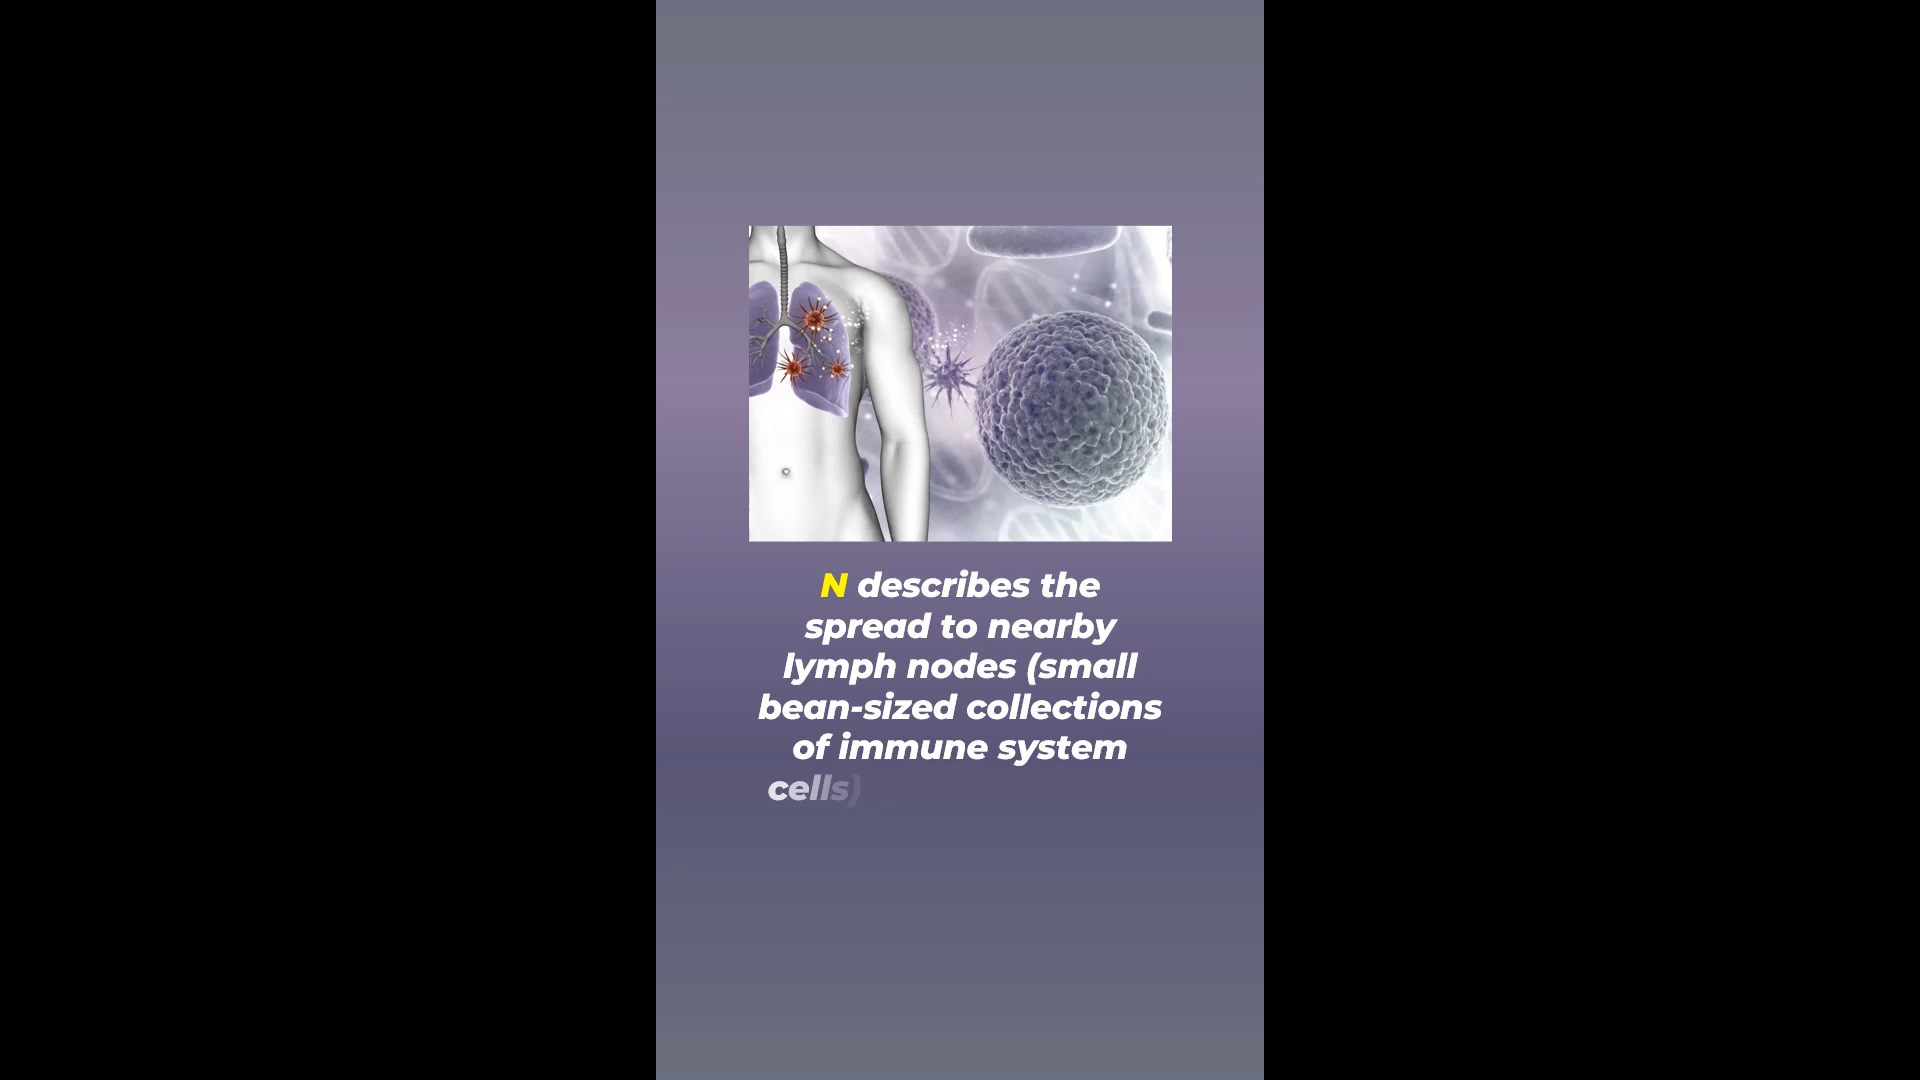 N describes the
spread to nearby
lymph nodes (small
bean-sized collections
of immune system
cells)